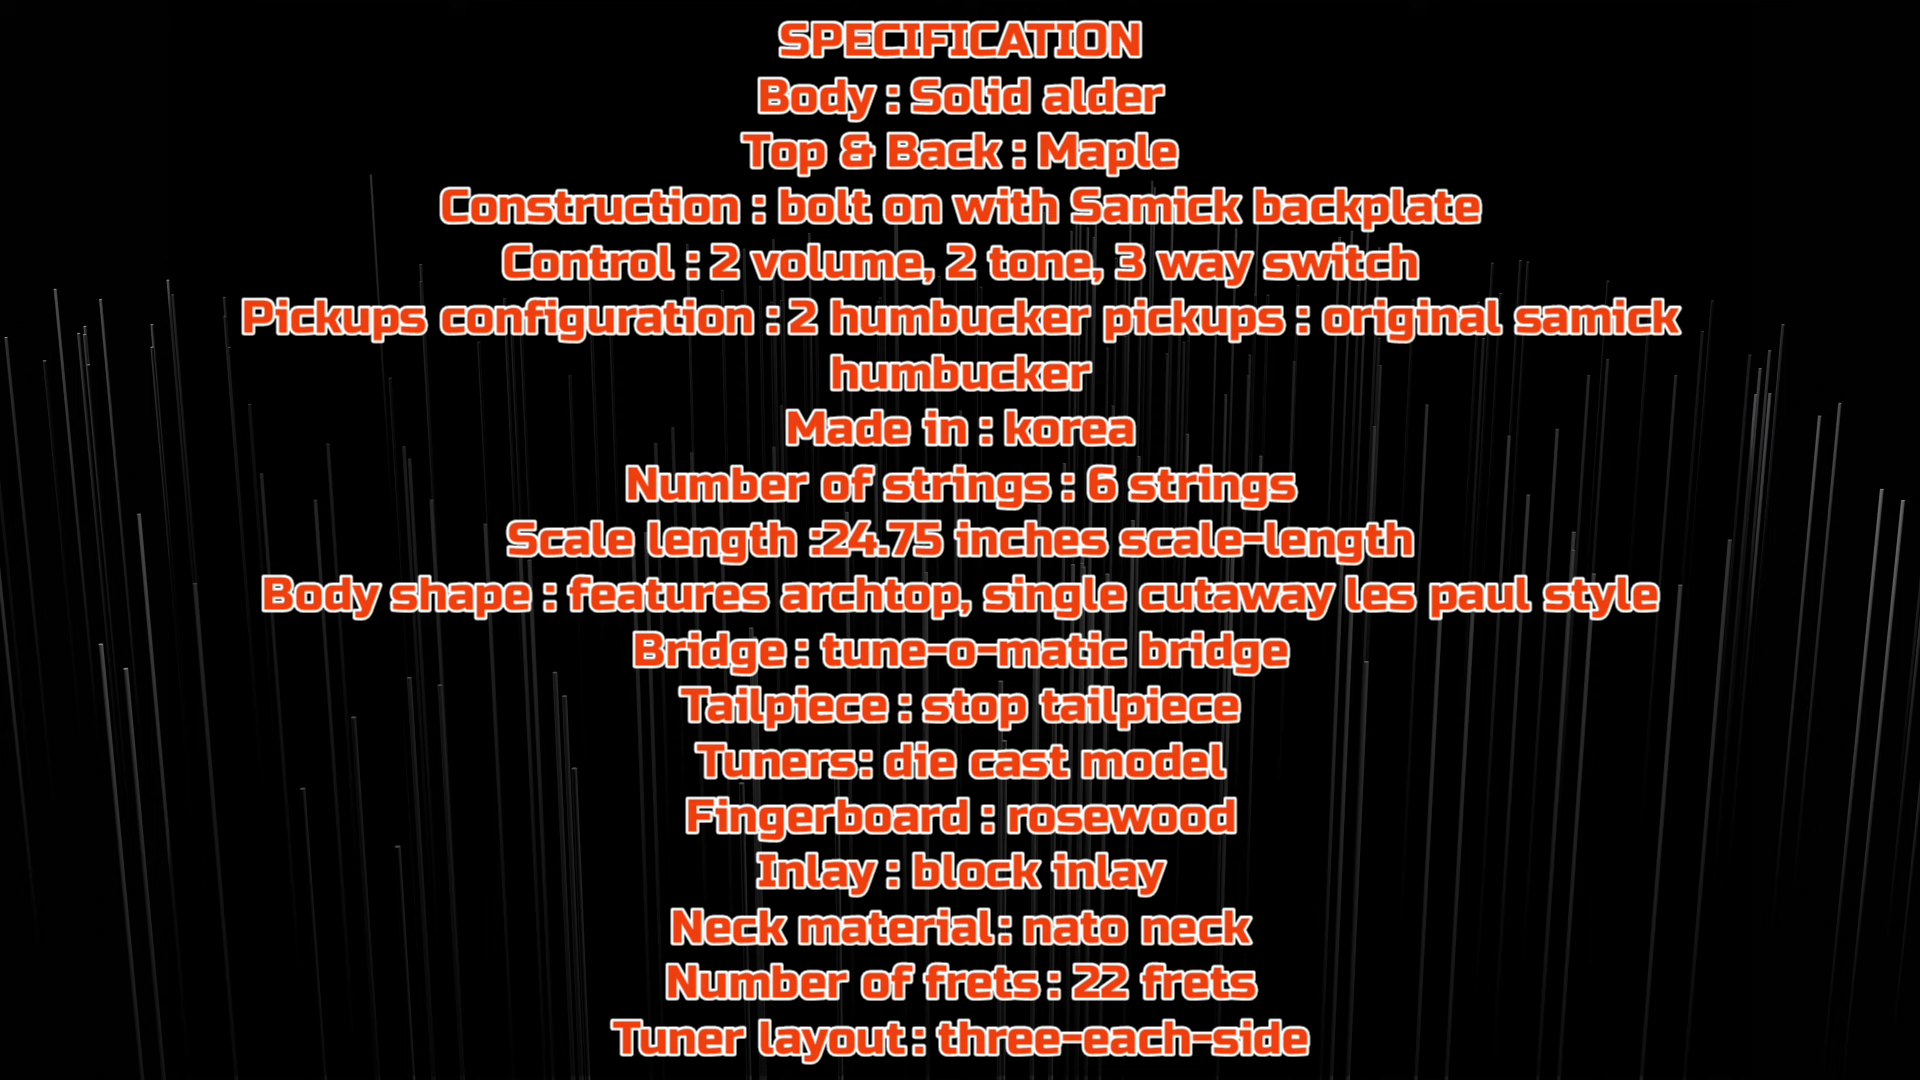 SPECIFICATION
Body : Solid alder
Top & Back : Maple
Construction : bolt on with Samick backplate
Control : 2 volume, 2 tone, 3 way switch
Pickups configuration : 2 humbucker pickups : original samick
humbucker
Made in : korea
Number of strings : 6 strings
Scale length :24.75 inches scale-length
Body shape : features archtop, single cutaway les paul style
Bridge : tune-o-matic bridge
Tailpiece : stop tailpiece
Tuners : die cast model
Fingerboard : rosewood
Inlay : block inlay
Neck material : nato neck
Number of frets : 22 frets
Tuner layout : three-each-side